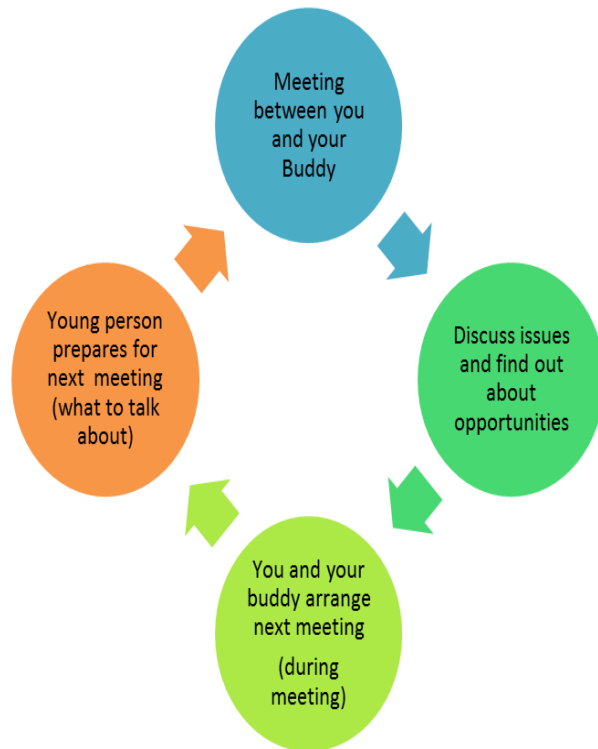 Meeting
between you
and your
Buddy
Discuss issues
and find out
about
opportunities
You and your
buddy arrange
next meeting
(during
meeting)
Young person
prepares for
next meeting
(what to talk
about)